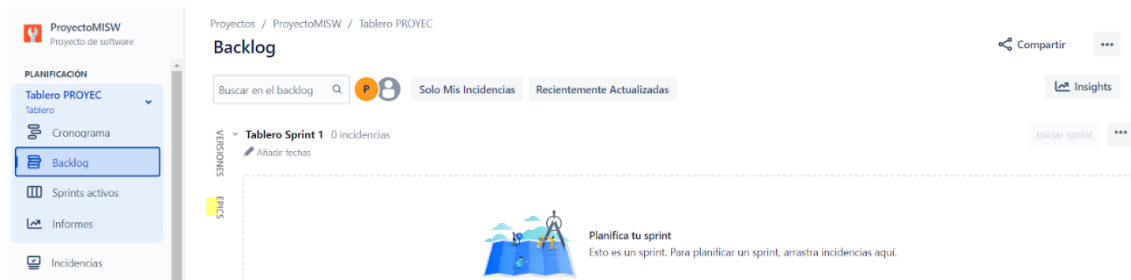 ProyectoMISW
Proyecto de software
PLANIFICACIÓN
Tablero PROYEC
Tablero
Cronograma
Backlog
Sprints activos
Informes
Incidencias
Proyectos / ProyectoMISW / Tablero PROYEC
Backlog
Compartir
Buscar en el backlog
P
Solo Mis Incidencias
Recientemente Actualizadas
Insights
VERSIONES
EPICS
Tablero Sprint 1 0 incidencias
Añadir fechas
Iniciar sprint
Planifica tu sprint
Esto es un sprint. Para planificar un sprint, arrastra incidencias aquí.